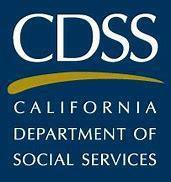 CDSS
CALIFORNIA
DEPARTMENT OF
SOCIAL SERVICES